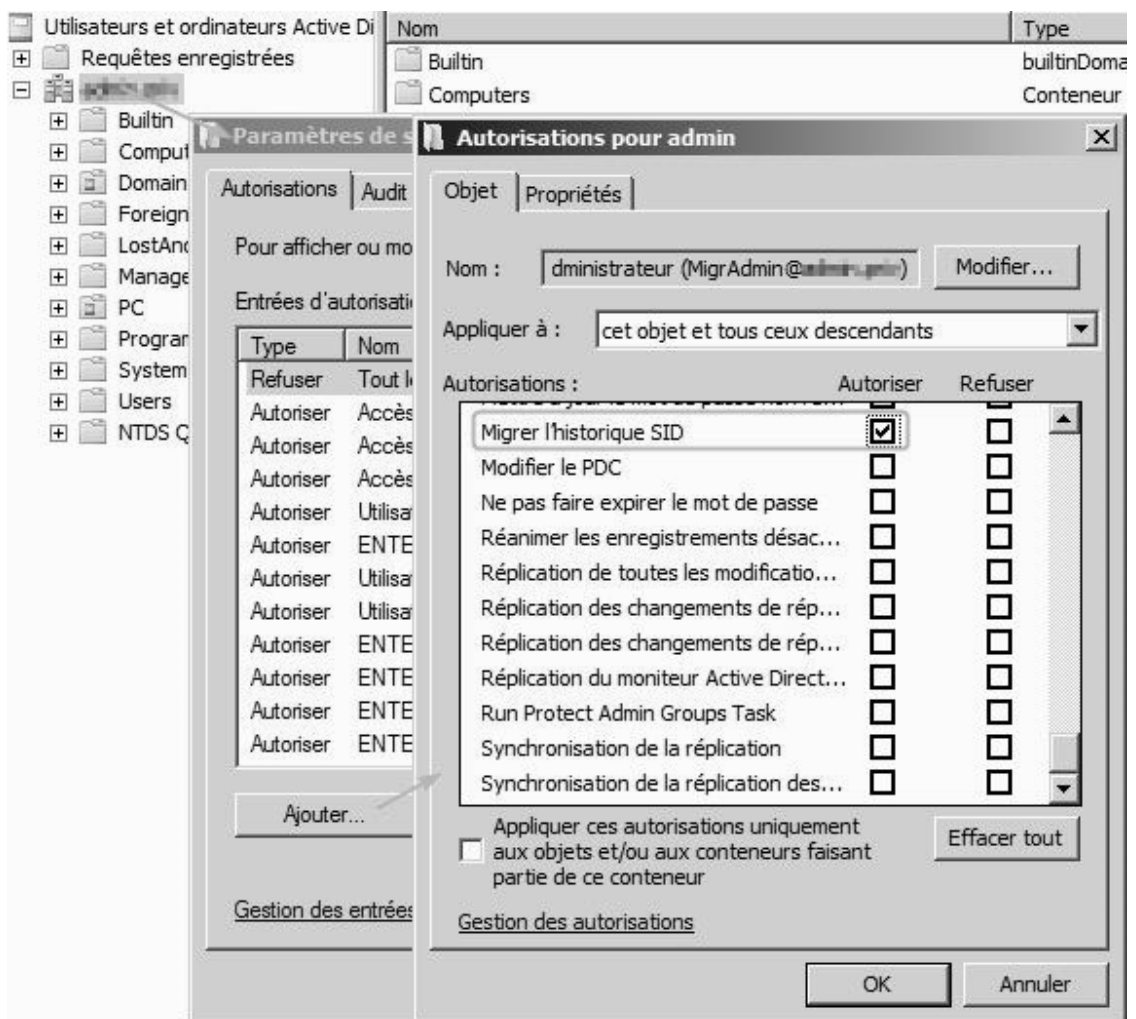 Utilisateurs et ordinateurs Active Di
Requêtes enregistrées
Builtin
Comput
Domain
Foreign
LostAnd
Manage
PC
Program
System
Users
NTDS Q
Nom Type
Builtin builtinDoma
Computers Conteneur
Paramètres de s
Autorisations Audit
Pour afficher ou mo
Entrées d'autorisati
Type Nom
Refuser Tout l
Autoriser Accès
Autoriser Accès
Autoriser Accès
Autoriser Utilisa
Autoriser ENTE
Autoriser Utilisa
Autoriser Utilisa
Autoriser ENTE
Autoriser ENTE
Autoriser ENTE
Autoriser ENTE
Ajouter...
Gestion des entrées
Autorisations pour admin
Objet Propriétés
Nom : dministrateur (MigrAdmin@ ) Modifier...
Appliquer à : cet objet et tous ceux descendants
Autorisations : Autoriser Refuser
Migrer l'historique SID
Modifier le PDC
Ne pas faire expirer le mot de passe
Réanimer les enregistrements désac...
Réplication de toutes les modificatio...
Réplication des changements de rép...
Réplication des changements de rép...
Réplication du moniteur Active Direct...
Run Protect Admin Groups Task
Synchronisation de la réplication
Synchronisation de la réplication des...
Appliquer ces autorisations uniquement
aux objets et/ou aux conteneurs faisant
partie de ce conteneur
Effacer tout
Gestion des autorisations
OK Annuler